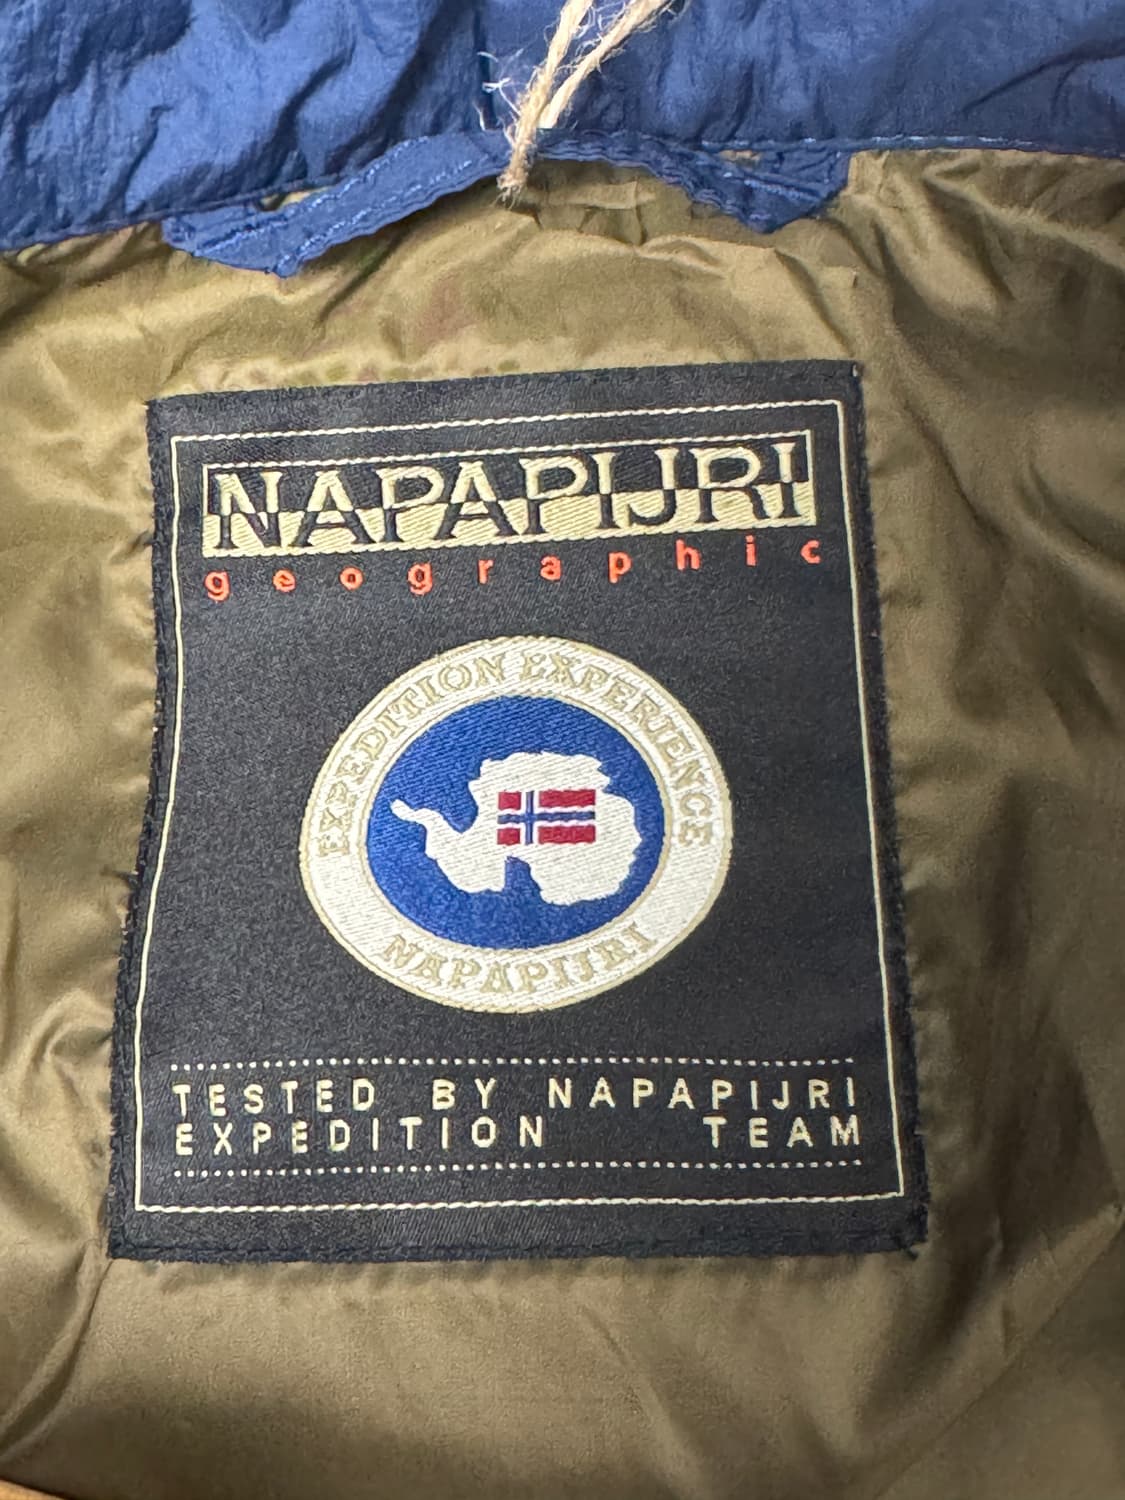 NAPAPIJRI
geographic
EXPEDITION EXPERIENCE
NAPAPIJRI
TESTED BY NAPAPIJRI
EXPEDITION TEAM